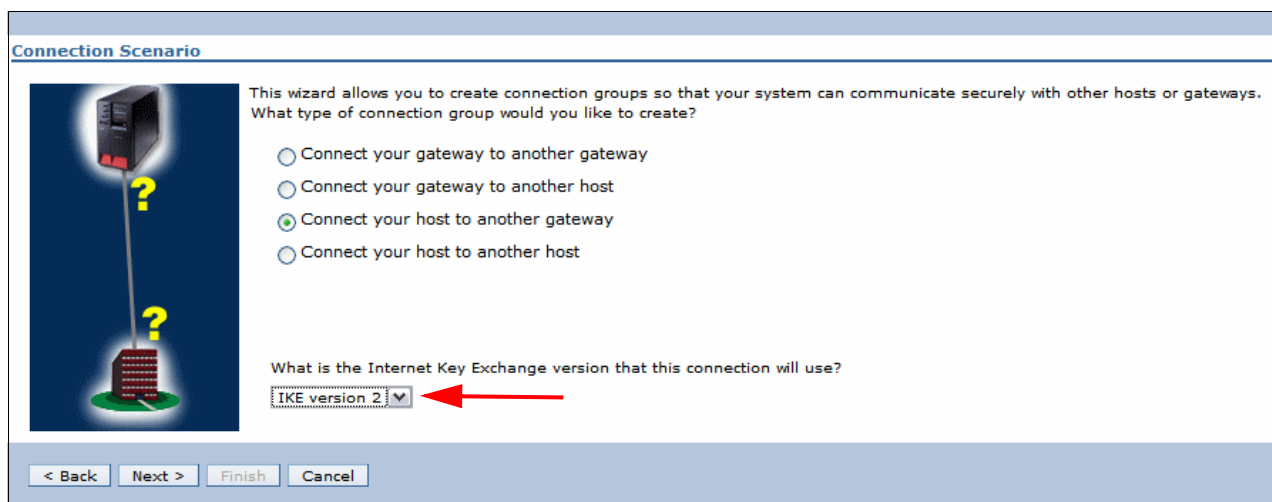 Connection Scenario
This wizard allows you to create connection groups so that your system can communicate securely with other hosts or gateways.
What type of connection group would you like to create?
Connect your gateway to another gateway
Connect your gateway to another host
Connect your host to another gateway
Connect your host to another host
?
?
What is the Internet Key Exchange version that this connection will use?
IKE version 2
< Back Next > Finish Cancel